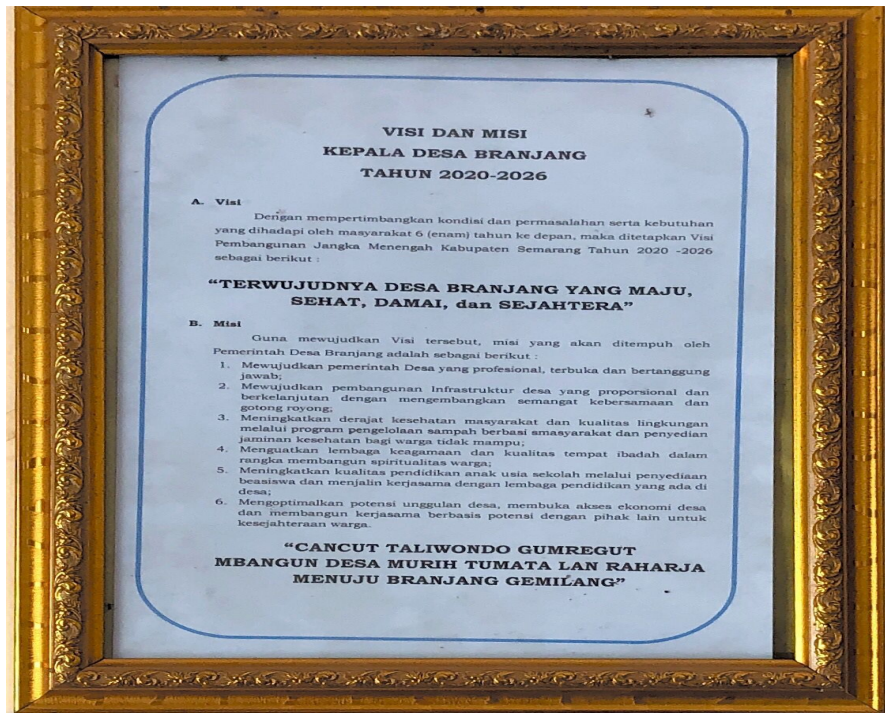 VISI DAN MISI
KEPALA DESA BRANJANG
TAHUN 2020-2026
A. Visi
Dengan mempertimbangkan kondisi dan permasalahan serta kebutuhan
yang dihadapi oleh masyarakat 6 (enam) tahun ke depan, maka ditetapkan Visi
Pembangunan Jangka Menengah Kabupaten Semarang Tahun 2020 -2026
sebagai berikut :
“TERWUJUDNYA DESA BRANJANG YANG MAJU,
SEHAT, DAMAI, dan SEJAHTERA”
B. Misi
Guna mewujudkan Visi tersebut, misi yang akan ditempuh oleh
Pemerintah Desa Branjang adalah sebagai berikut :
1. Mewujudkan pemerintah Desa yang profesional, terbuka dan bertanggung
jawab;
2. Mewujudkan pembangunan Infrastruktur desa yang proporsional dan
berkelanjutan dengan mengembangkan semangat kebersamaan dan
gotong royong;
3. Meningkatkan derajat kesehatan masyarakat dan kualitas lingkungan
melalui program pengelolaan sampah berbasi smasyarakat dan penyedian
jaminan kesehatan bagi warga tidak mampu;
4. Menguatkan lembaga keagamaan dan kualitas tempat ibadah dalam
rangka membangun spiritualitas warga;
5. Meningkatkan kualitas pendidikan anak usia sekolah melalui penyediaan
beasiswa dan menjalin kerjasama dengan lembaga pendidikan yang ada di
desa;
6. Mengoptimalkan potensi unggulan desa, membuka akses ekonomi desa
dan membangun kerjasama berbasis potensi dengan pihak lain untuk
kesejahteraan warga.
“CANCUT TALIWONDO GUMREGUT
MBANGUN DESA MURIH TUMATA LAN RAHARJA
MENUJU BRANJANG GEMILANG”